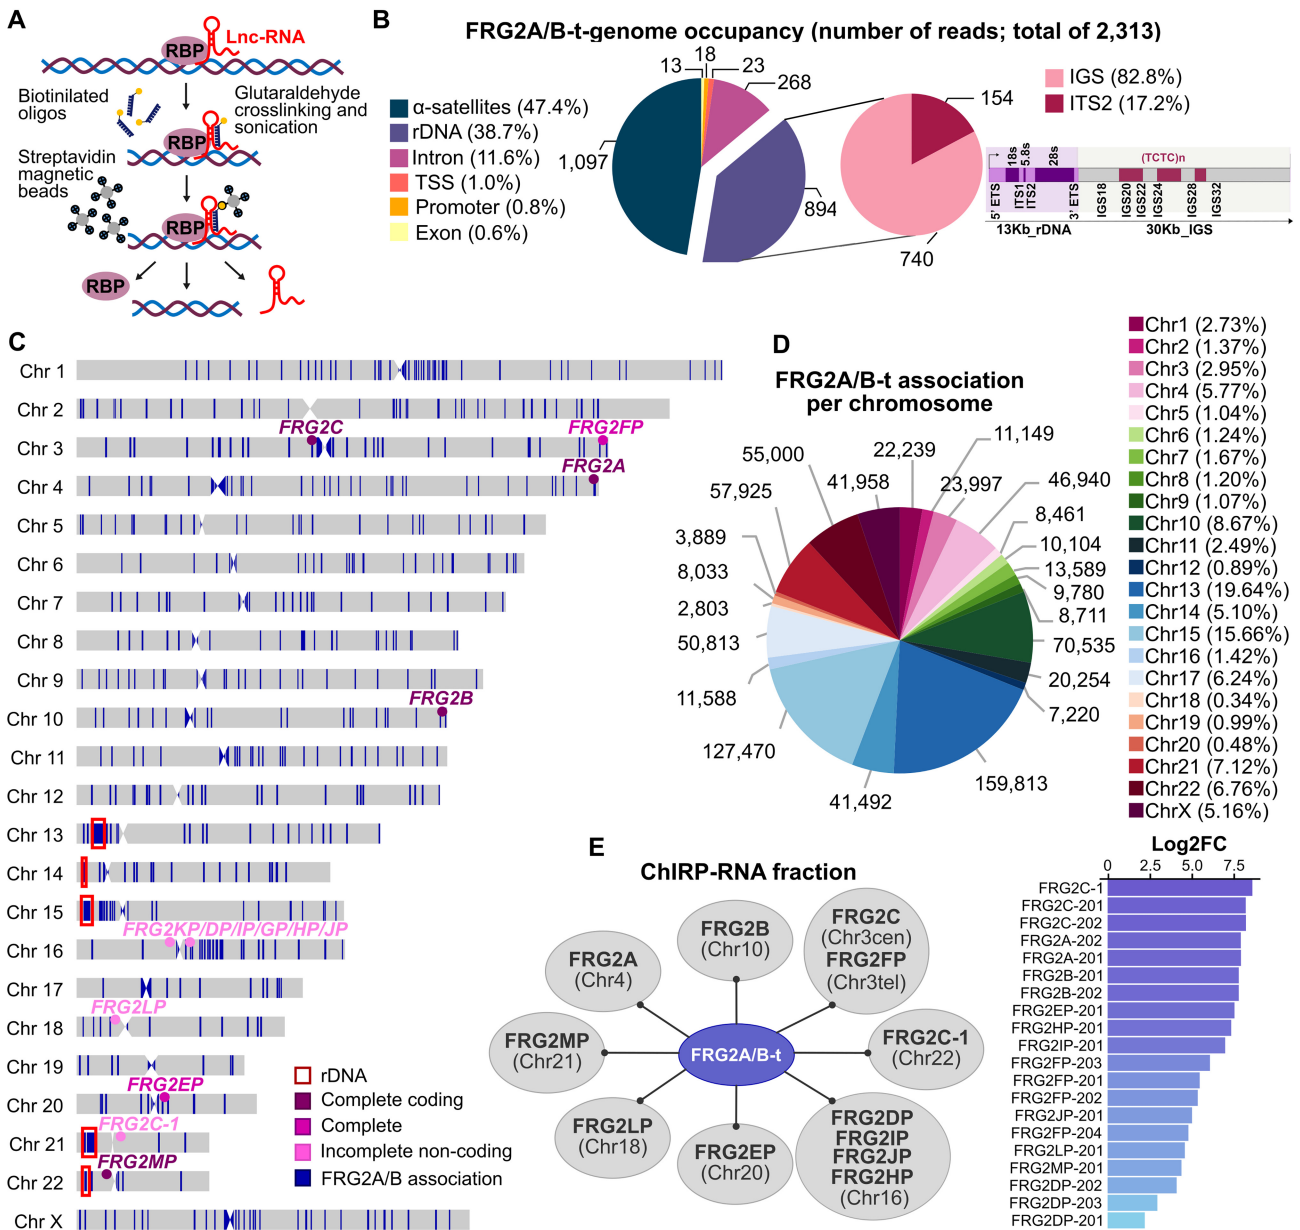 A
RBP
Lnc-RNA
Biotinilated
oligos
Glutaraldehyde
crosslinking and
sonication
RBP
Streptavidin
magnetic
beads
RBP
RBP
B
FRG2A/B-t-genome occupancy (number of reads; total of 2,313)
α-satellites (47.4%)
rDNA (38.7%)
Intron (11.6%)
TSS (1.0%)
Promoter (0.8%)
Exon (0.6%)
13
18
23
268
1,097
894
154
740
IGS (82.8%)
ITS2 (17.2%)
18s
5.8s
28s
(TCTC)n
5' ETS
ITS1
ITS2
3' ETS
IGS18
IGS20
IGS22
IGS24
IGS28
IGS32
13Kb_rDNA
30Kb_IGS
C
Chr 1
Chr 2
FRG2C
FRG2FP
Chr 3
FRG2A
Chr 4
Chr 5
Chr 6
Chr 7
Chr 8
Chr 9
FRG2B
Chr 10
Chr 11
Chr 12
Chr 13
Chr 14
Chr 15
FRG2KP/DP/IP/GP/HP/JP
Chr 16
Chr 17
FRG2LP
Chr 18
Chr 19
FRG2EP
Chr 20
FRG2C-1
Chr 21
FRG2MP
Chr 22
Chr X
rDNA
Complete coding
Complete
Incomplete non-coding
FRG2A/B association
D
FRG2A/B-t association
per chromosome
22,239
11,149
23,997
46,940
8,461
10,104
13,589
9,780
8,711
70,535
20,254
7,220
159,813
41,492
127,470
11,588
50,813
2,803
8,033
3,889
57,925
55,000
41,958
Chr1 (2.73%)
Chr2 (1.37%)
Chr3 (2.95%)
Chr4 (5.77%)
Chr5 (1.04%)
Chr6 (1.24%)
Chr7 (1.67%)
Chr8 (1.20%)
Chr9 (1.07%)
Chr10 (8.67%)
Chr11 (2.49%)
Chr12 (0.89%)
Chr13 (19.64%)
Chr14 (5.10%)
Chr15 (15.66%)
Chr16 (1.42%)
Chr17 (6.24%)
Chr18 (0.34%)
Chr19 (0.99%)
Chr20 (0.48%)
Chr21 (7.12%)
Chr22 (6.76%)
ChrX (5.16%)
E
ChIRP-RNA fraction
FRG2B
(Chr10)
FRG2C
(Chr3cen)
FRG2FP
(Chr3tel)
FRG2A
(Chr4)
FRG2MP
(Chr21)
FRG2A/B-t
FRG2C-1
(Chr22)
FRG2LP
(Chr18)
FRG2EP
(Chr20)
FRG2DP
FRG2IP
FRG2JP
FRG2HP
(Chr16)
Log2FC
0 2.5 5.0 7.5
FRG2C-1
FRG2C-201
FRG2C-202
FRG2A-202
FRG2A-201
FRG2B-201
FRG2B-202
FRG2EP-201
FRG2HP-201
FRG2IP-201
FRG2FP-203
FRG2FP-201
FRG2FP-202
FRG2JP-201
FRG2FP-204
FRG2LP-201
FRG2MP-201
FRG2DP-202
FRG2DP-203
FRG2DP-201